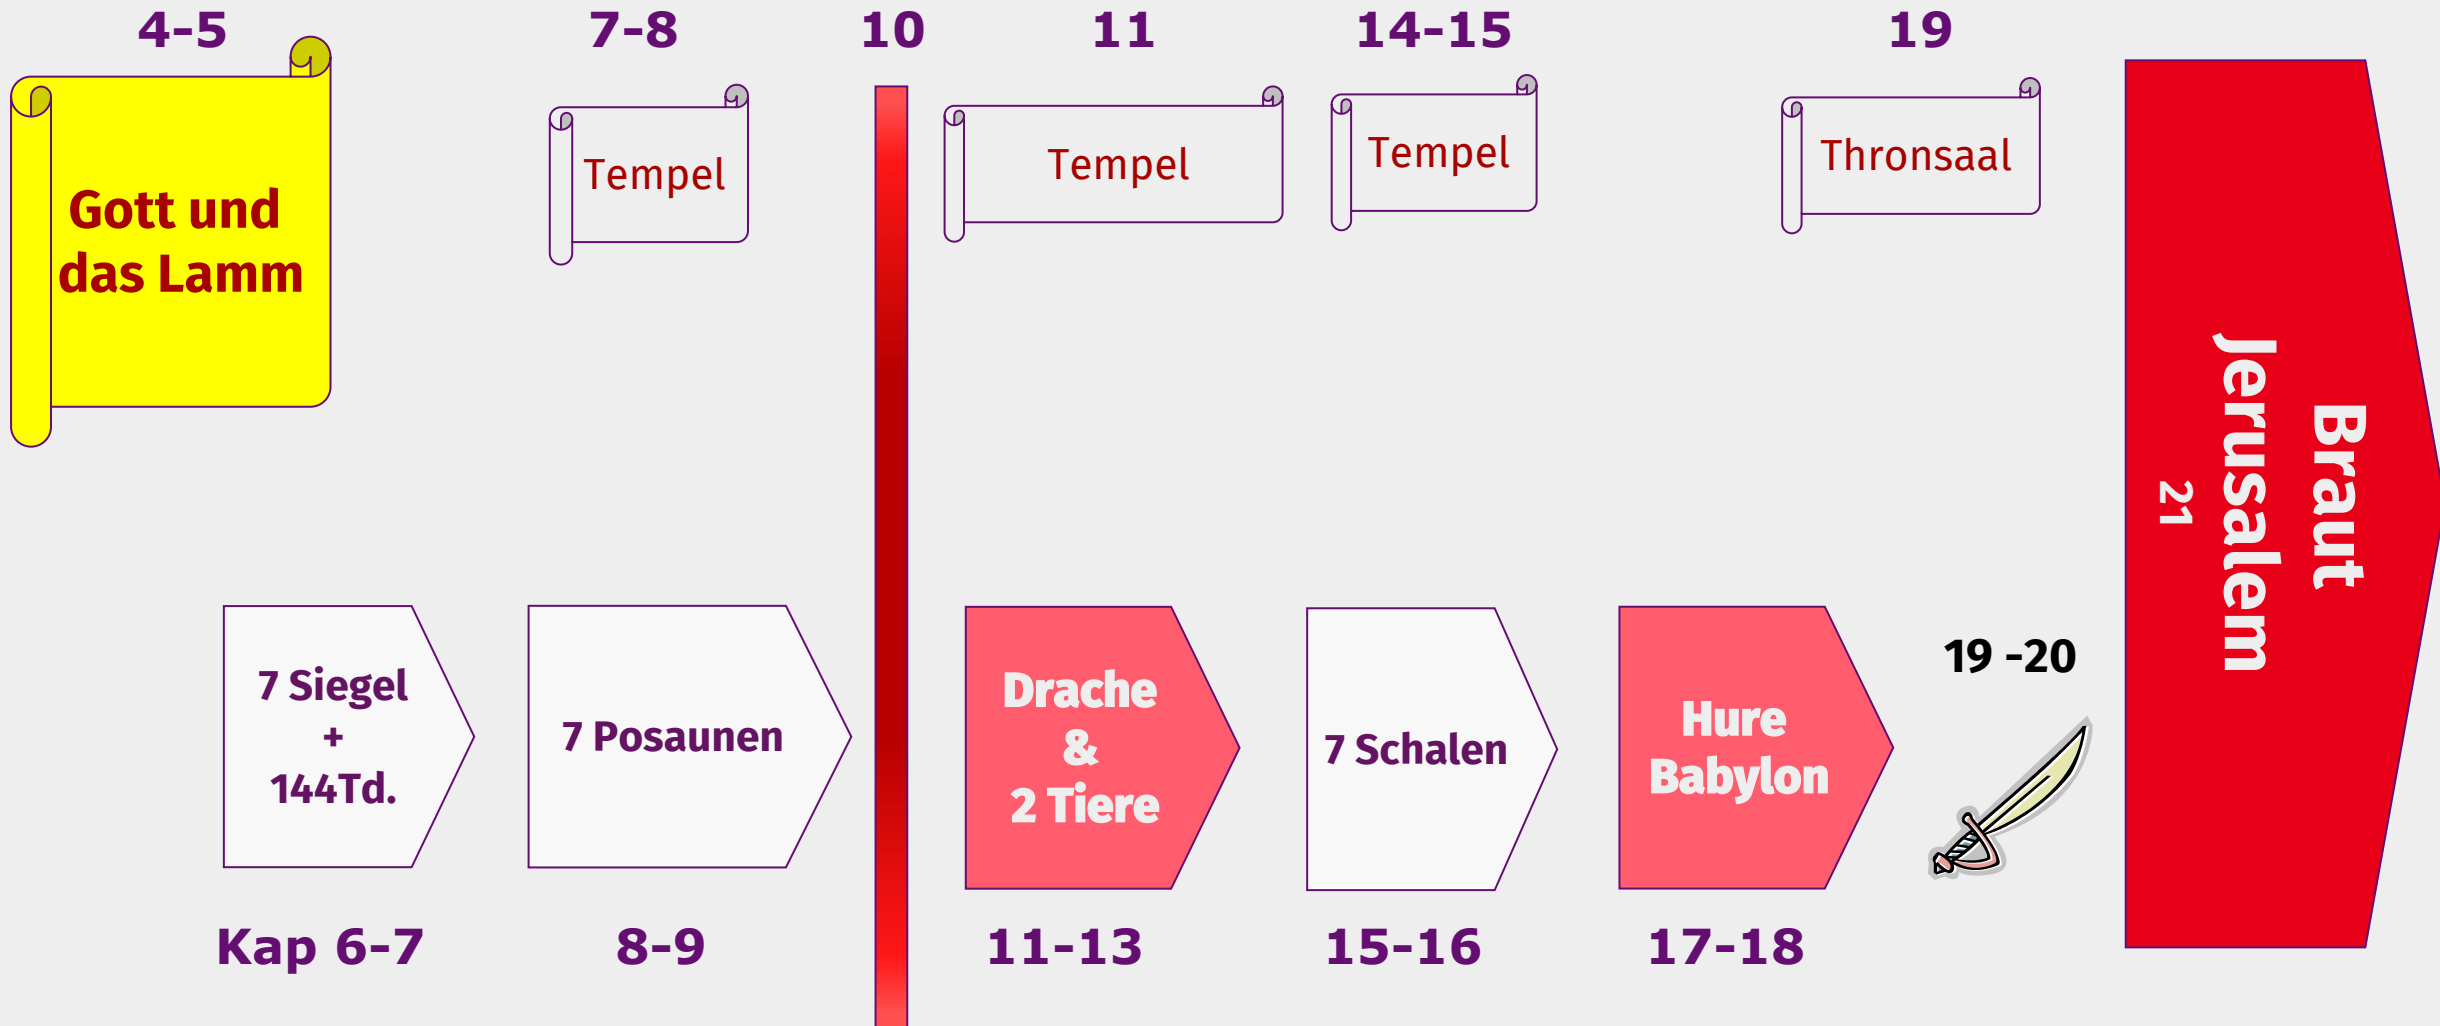 4-5
7-8
10
11
14-15
19
Gott und
das Lamm
Tempel
Tempel
Tempel
Thronsaal
7 Siegel
+
144Td.
7 Posaunen
Drache
&
2 Tiere
7 Schalen
Hure
Babylon
19 -20
Braut
Jerusalem
21
Kap 6-7
8-9
11-13
15-16
17-18